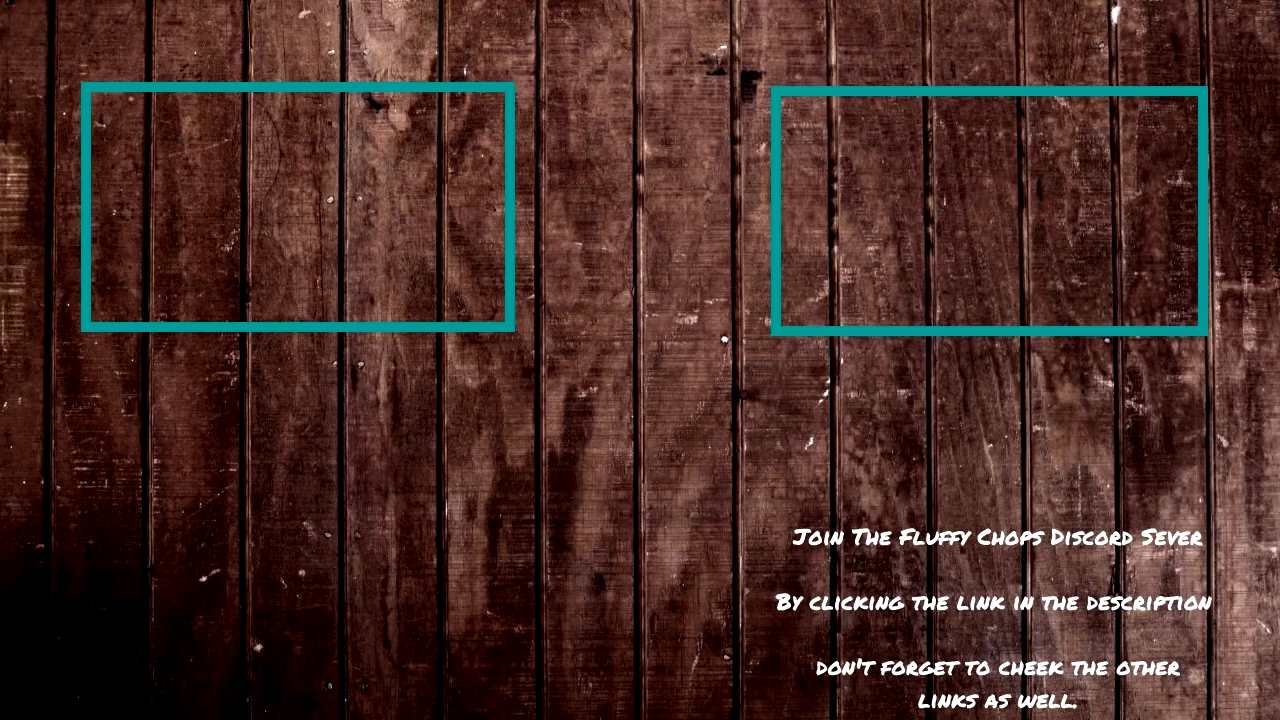 Join The Fluffy Chops Discord Sever
By clicking the link in the description
don't forget to cheek the other
links as well.